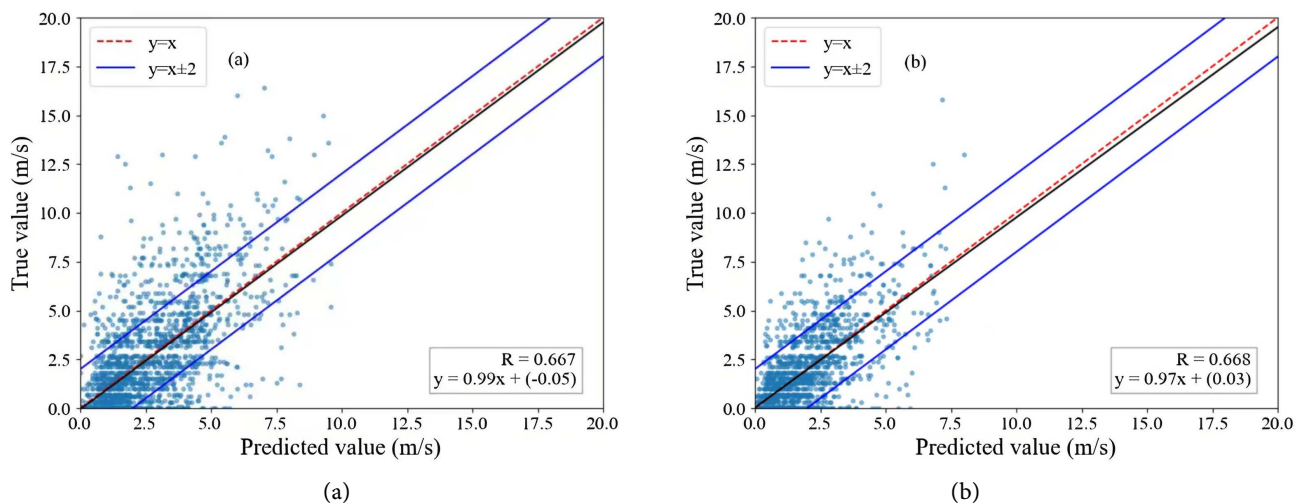 20.0
17.5
15.0
12.5
10.0
7.5
5.0
2.5
0.0
True value (m/s)
y=x
y=x±2
(a)
R = 0.667
y = 0.99x + (-0.05)
0.0 2.5 5.0 7.5 10.0 12.5 15.0 17.5 20.0
Predicted value (m/s)
(a)
20.0
17.5
15.0
12.5
10.0
7.5
5.0
2.5
0.0
True value (m/s)
y=x
y=x±2
(b)
R = 0.668
y = 0.97x + (0.03)
0.0 2.5 5.0 7.5 10.0 12.5 15.0 17.5 20.0
Predicted value (m/s)
(b)